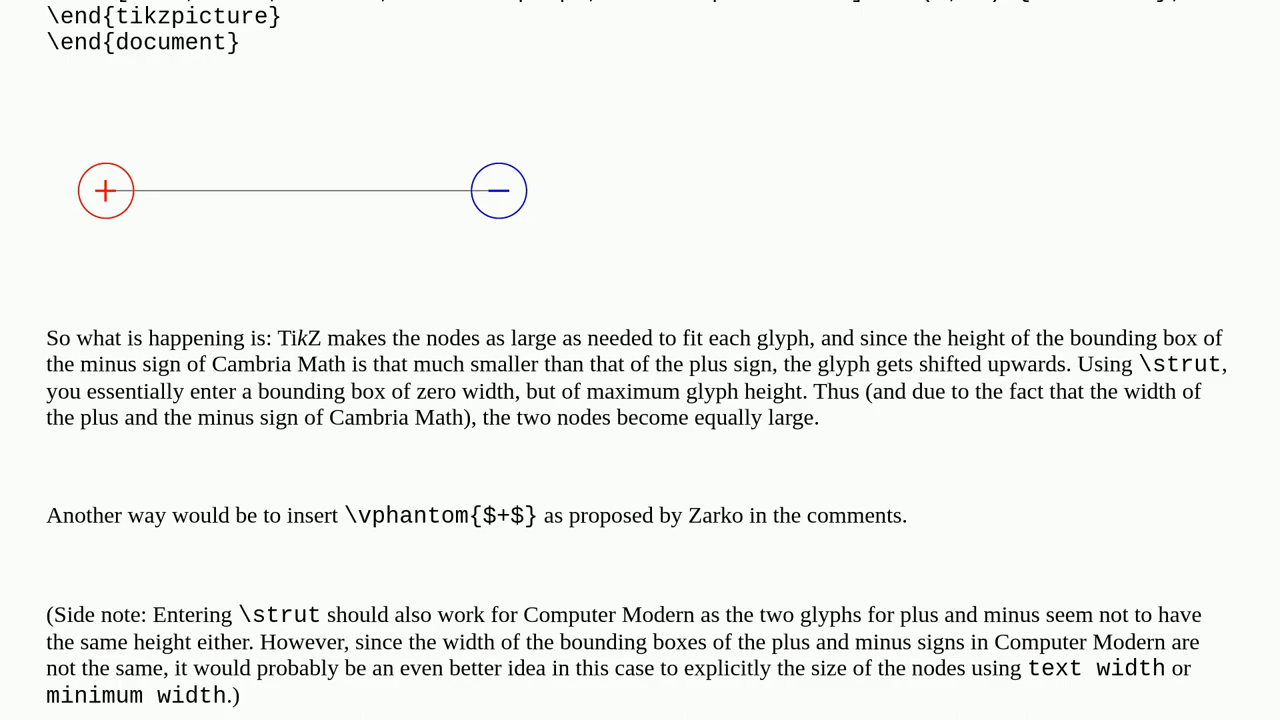 \end{tikzpicture}
\end{document}
+ −
So what is happening is: TikZ makes the nodes as large as needed to fit each glyph, and since the height of the bounding box of
the minus sign of Cambria Math is that much smaller than that of the plus sign, the glyph gets shifted upwards. Using \strut,
you essentially enter a bounding box of zero width, but of maximum glyph height. Thus (and due to the fact that the width of
the plus and the minus sign of Cambria Math), the two nodes become equally large.
Another way would be to insert \vphantom{$+$} as proposed by Zarko in the comments.
(Side note: Entering \strut should also work for Computer Modern as the two glyphs for plus and minus seem not to have
the same height either. However, since the width of the bounding boxes of the plus and minus signs in Computer Modern are
not the same, it would probably be an even better idea in this case to explicitly the size of the nodes using text width or
minimum width.)